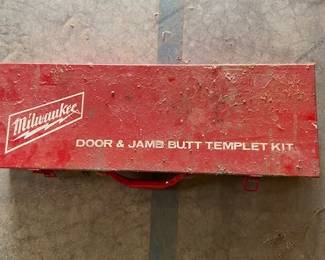 Milwaukee
DOOR & JAMB BUTT TEMPLET KIT